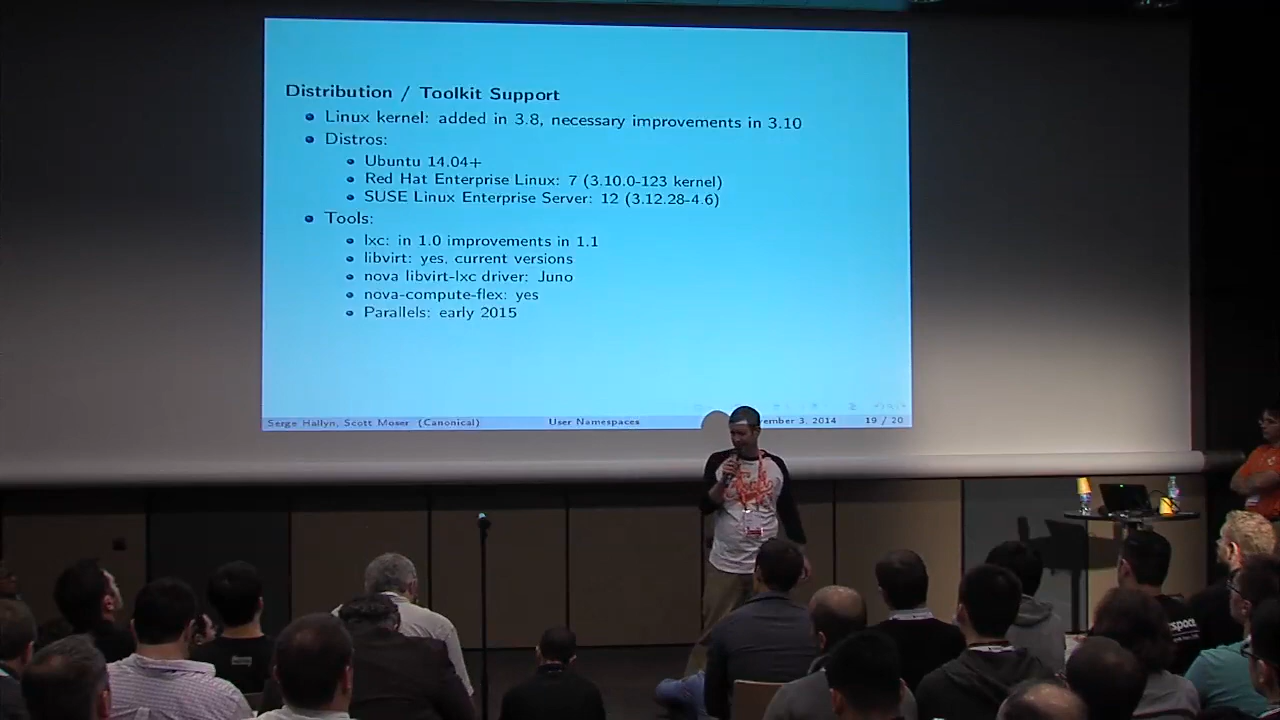 Distribution / Toolkit Support
Linux kernel: added in 3.8, necessary improvements in 3.10
Distros:
Ubuntu 14.04+
Red Hat Enterprise Linux: 7 (3.10.0-123 kernel)
SUSE Linux Enterprise Server: 12 (3.12.28-4.6)
Tools:
lxc: in 1.0 improvements in 1.1
libvirt: yes, current versions
nova libvirt-lxc driver: Juno
nova-compute-flex: yes
Parallels: early 2015
Serge Hallyn, Scott Moser (Canonical) User Namespaces vember 3, 2014 19 / 20